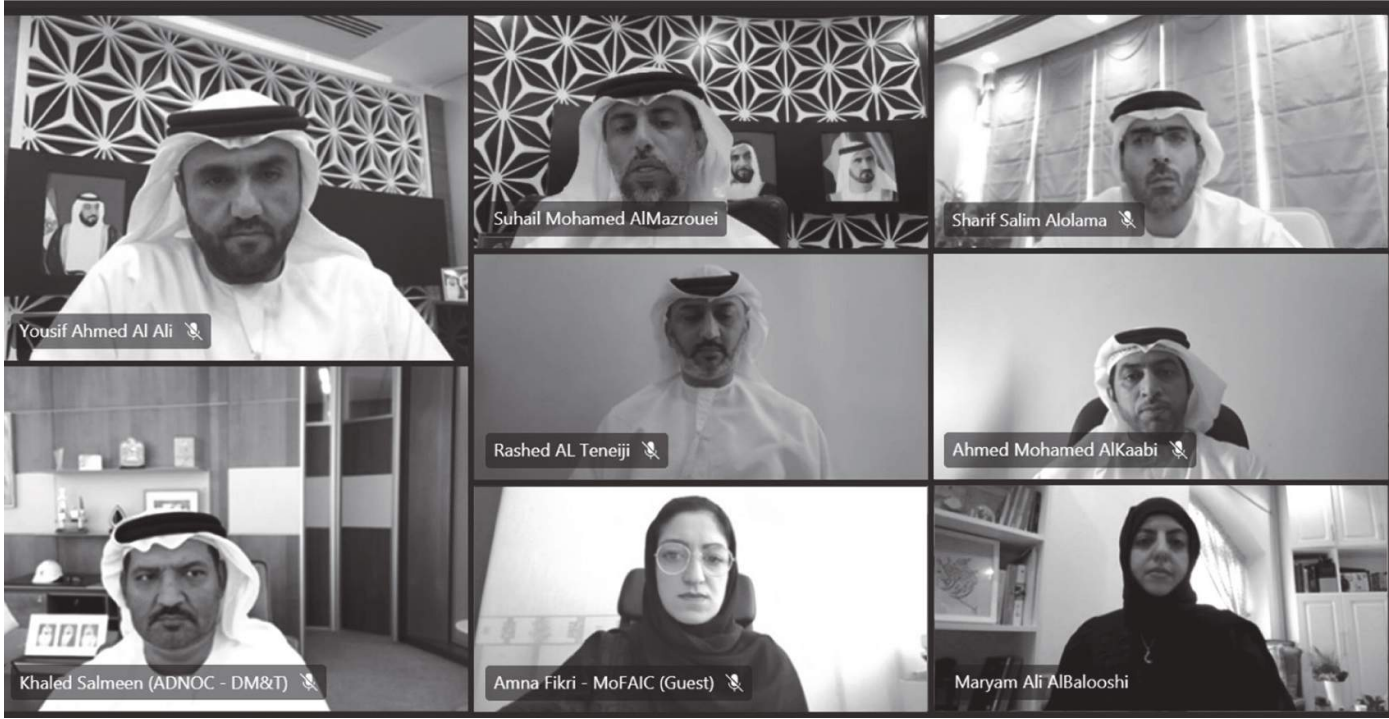 Yousif Ahmed Al Ali
Suhail Mohamed AlMazrouei
Sharif Salim Alolama
Rashed AL Teneiji
Ahmed Mohamed AlKaabi
Khaled Salmeen (ADNOC - DM&T)
Amna Fikri - MoFAIC (Guest)
Maryam Ali AlBalooshi